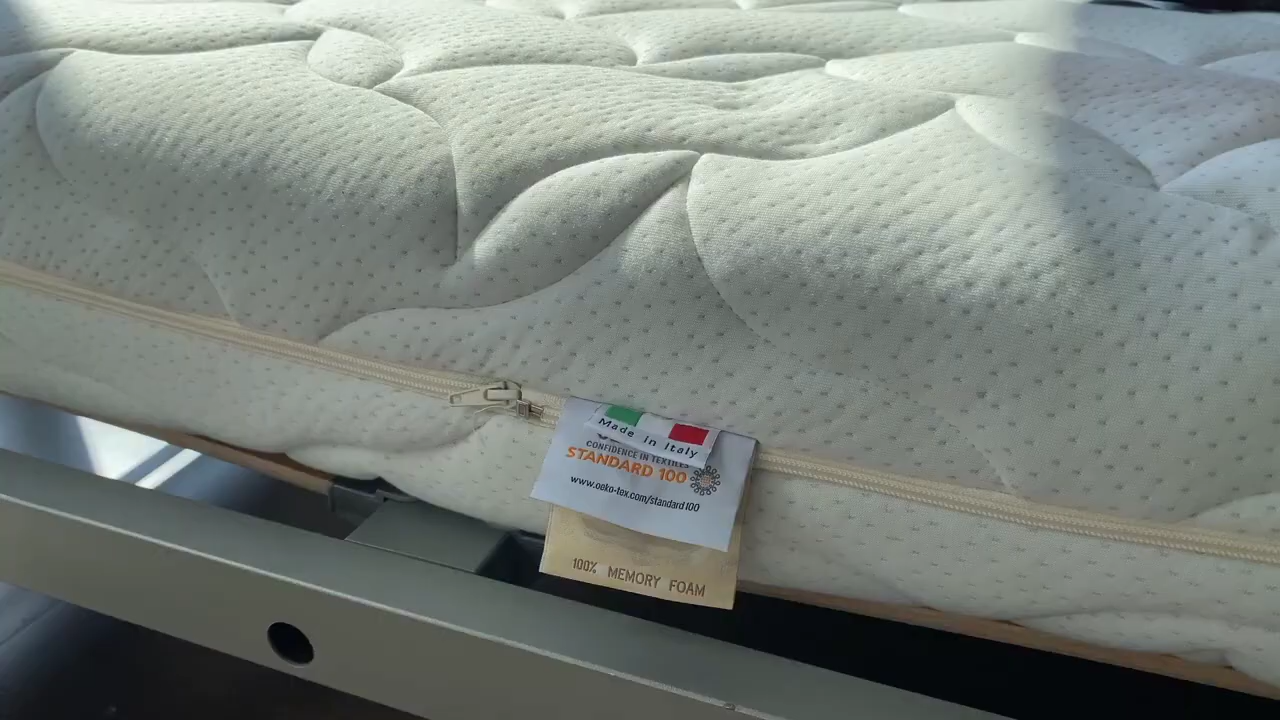 Made in Italy
CONFIDENCE IN TEXTILES
STANDARD 100
www.oeko-tex.com/standard100
100% MEMORY FOAM